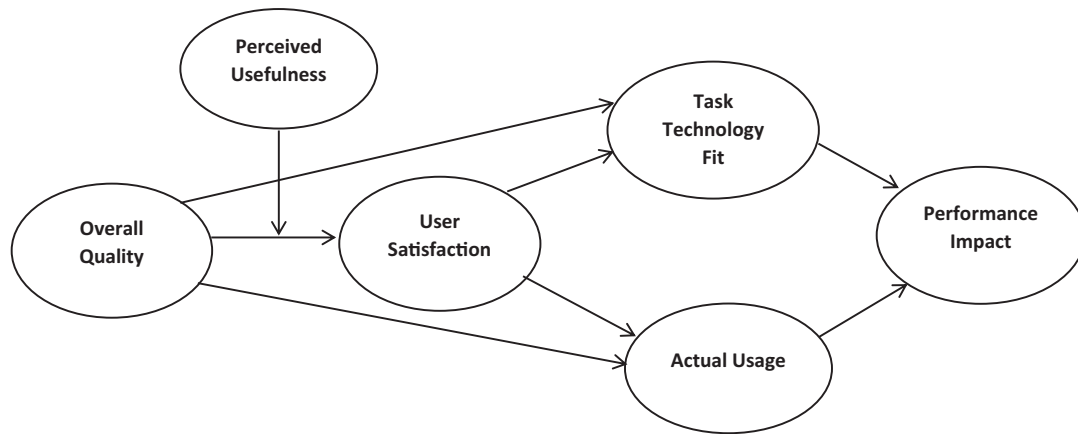 Perceived
Usefulness
Task
Technology
Fit
Overall
Quality
User
Satisfaction
Performance
Impact
Actual Usage